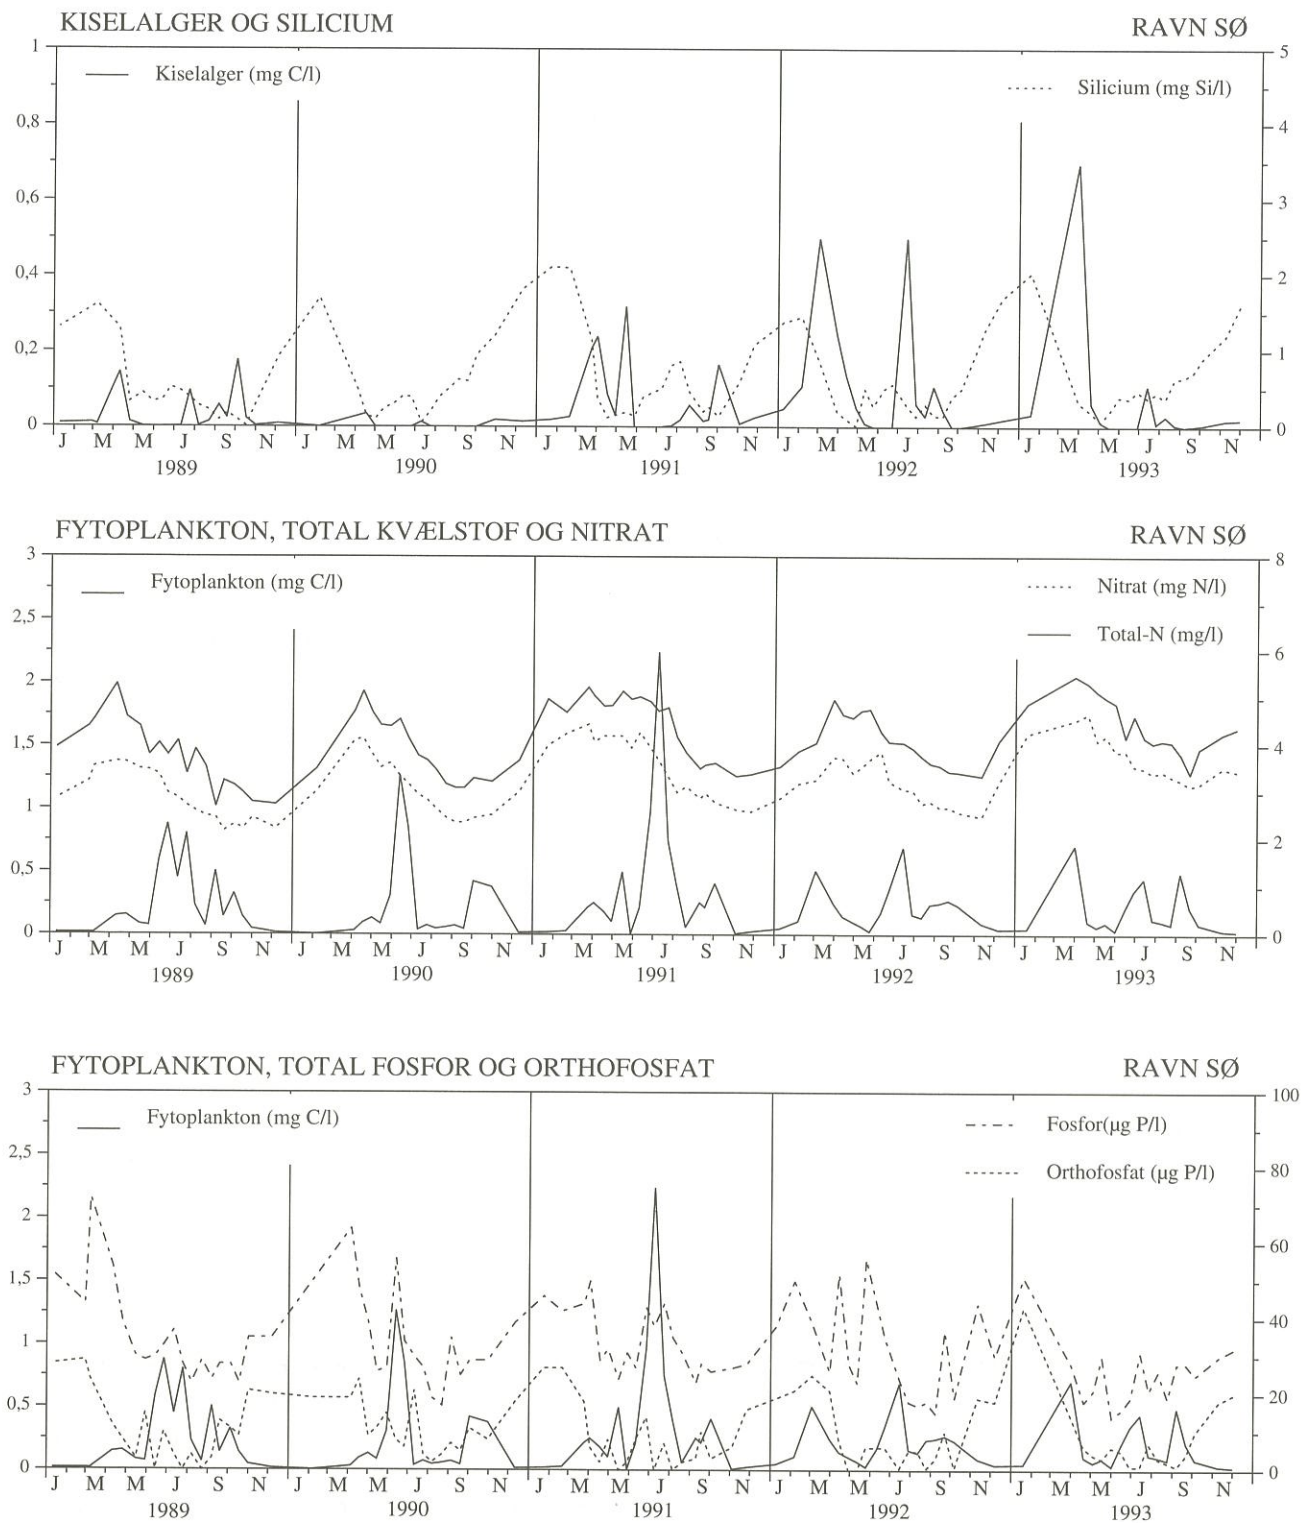 KISELALGER OG SILICIUM RAVN SØ
1 5
Kiselalger (mg C/l)
Silicium (mg Si/l)
0,8 4
0,6 3
0,4 2
0,2 1
0 0
J M M J S N J M M J S N J M M J S N J M M J S N J M M J S N
1989 1990 1991 1992 1993
FYTOPLANKTON, TOTAL KVÆLSTOF OG NITRAT RAVN SØ
3 8
Fytoplankton (mg C/l) Nitrat (mg N/l)
2,5
Total-N (mg/l)
6
2
1,5 4
1
2
0,5
0 0
J M M J S N J M M J S N J M M J S N J M M J S N J M M J S N
1989 1990 1991 1992 1993
FYTOPLANKTON, TOTAL FOSFOR OG ORTHOFOSFAT RAVN SØ
3 100
Fytoplankton (mg C/l) Fosfor(µg P/l)
2,5
Orthofosfat (µg P/l) 80
2
60
1,5
40
1
0,5 20
0 0
J M M J S N J M M J S N J M M J S N J M M J S N J M M J S N
1989 1990 1991 1992 1993